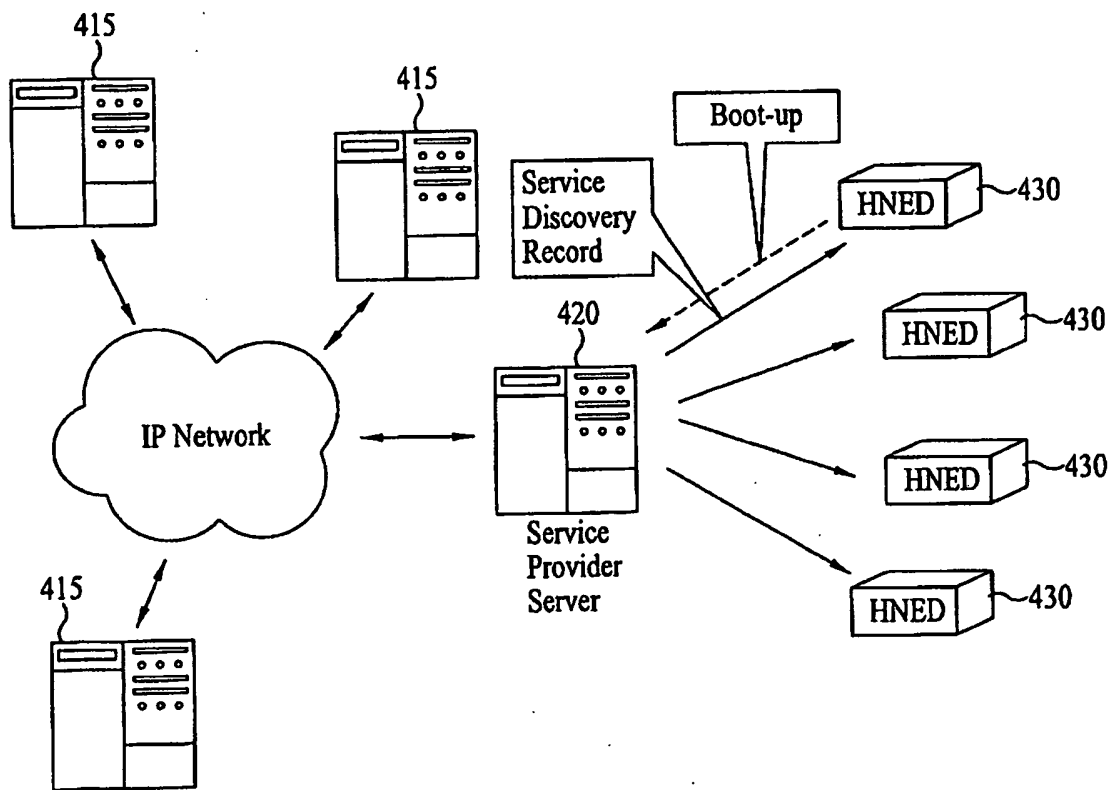 415
415
Boot-up
Service
Discovery
Record
HNED
430
420
HNED
430
IP Network
HNED
430
Service
Provider
Server
HNED
430
415